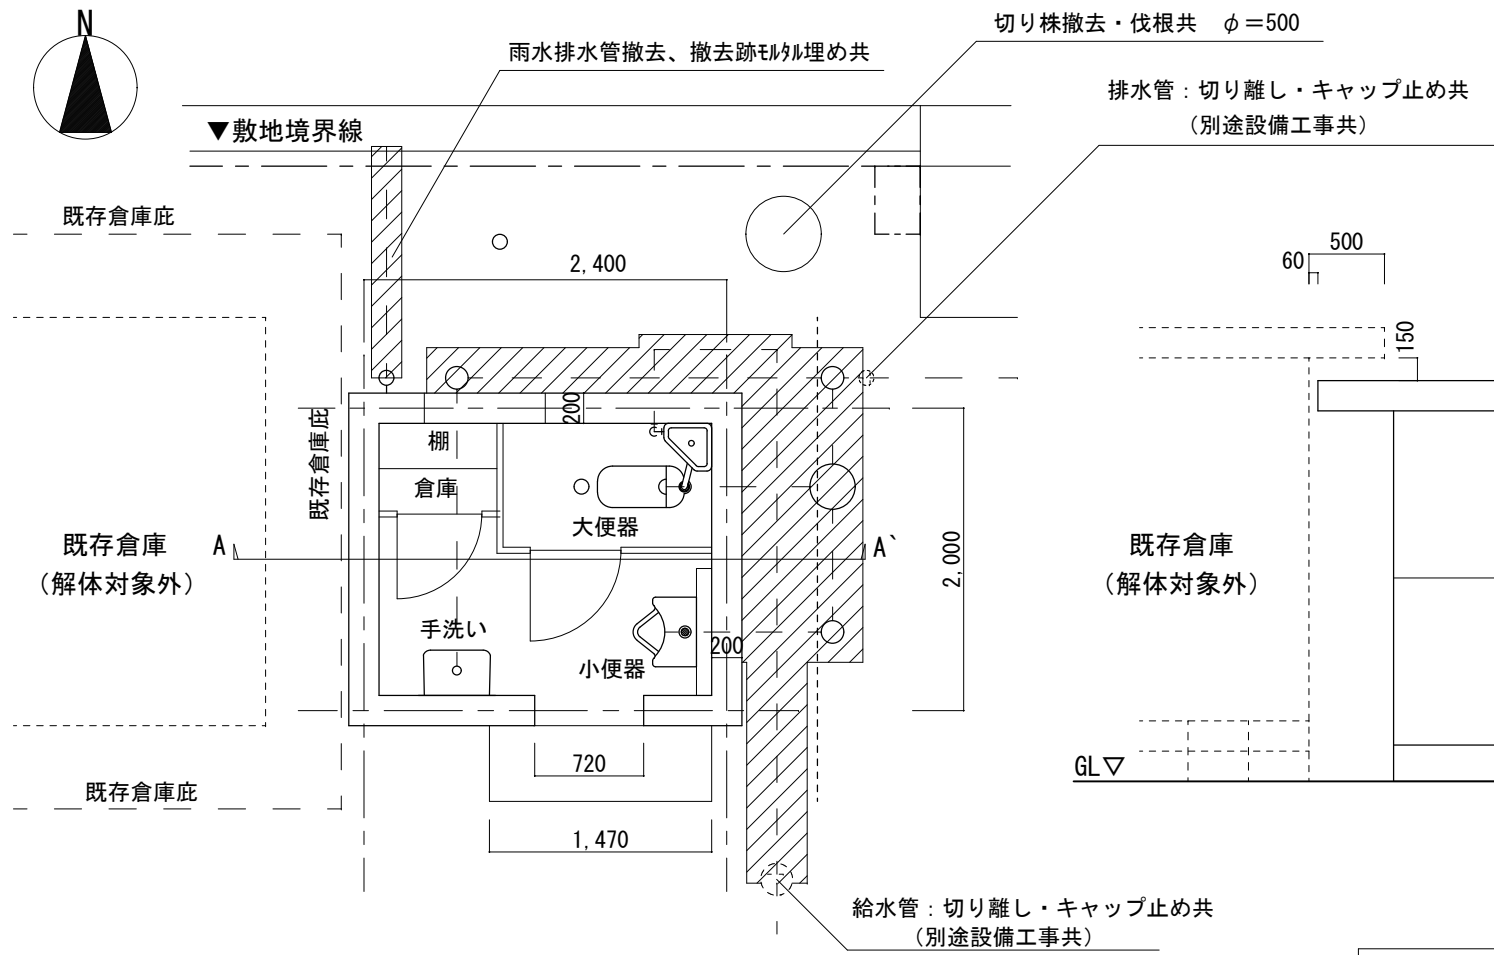 N
切り株撤去・伐根共 φ＝500
雨水排水管撤去、撤去跡ﾓﾙﾀﾙ埋め共
排水管：切り離し・キャップ止め共
（別途設備工事共）
▼敷地境界線
既存倉庫庇
2,400
500
60
150
200
既存倉庫庇
棚
倉庫
大便器
既存倉庫
（解体対象外）
A
A`
2,000
既存倉庫
（解体対象外）
手洗い
小便器
200
720
GL▽
既存倉庫庇
1,470
給水管：切り離し・キャップ止め共
（別途設備工事共）